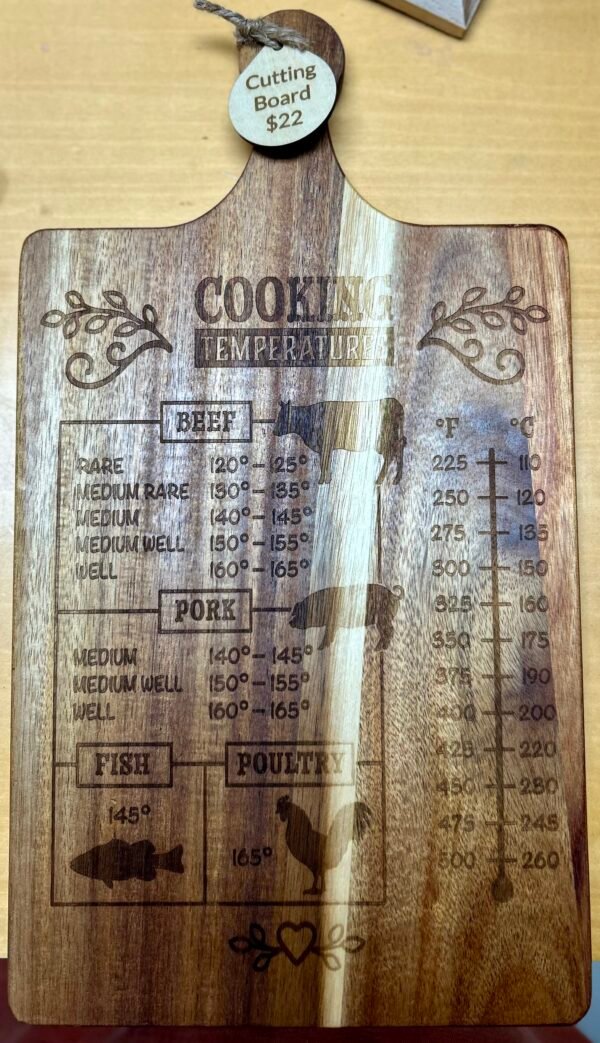 Cutting
Board
$22
COOKING
TEMPERATURES
BEEF
RARE 120° – 125°
MEDIUM RARE 130° – 135°
MEDIUM 140° – 145°
MEDIUM WELL 150° – 155°
WELL 160° – 165°
PORK
MEDIUM 140° – 145°
MEDIUM WELL 150° – 155°
WELL 160° – 165°
FISH
145°
POULTRY
165°
°F °C
225 110
250 120
275 135
300 150
325 160
350 175
375 190
400 200
425 220
450 230
475 245
500 260